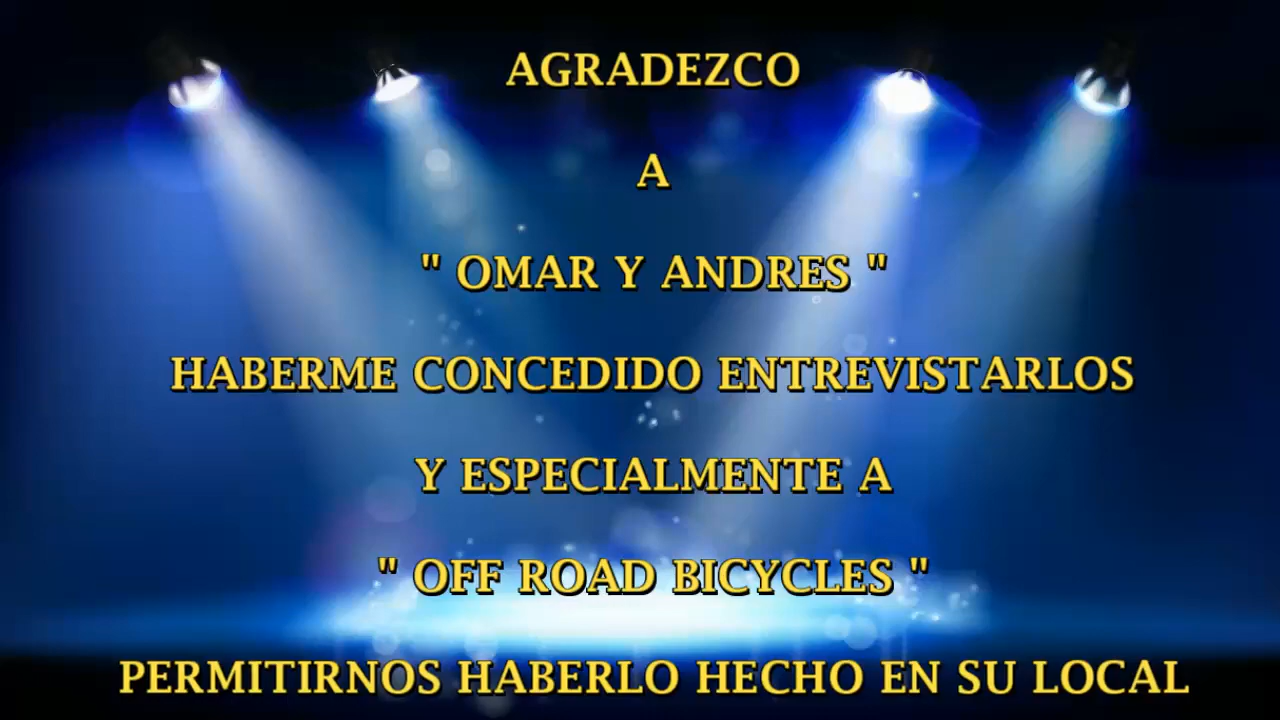 AGRADEZCO
A
" OMAR Y ANDRES "
HABERME CONCEDIDO ENTREVISTARLOS
Y ESPECIALMENTE A
" OFF ROAD BICYCLES "
PERMITIRNOS HABERLO HECHO EN SU LOCAL